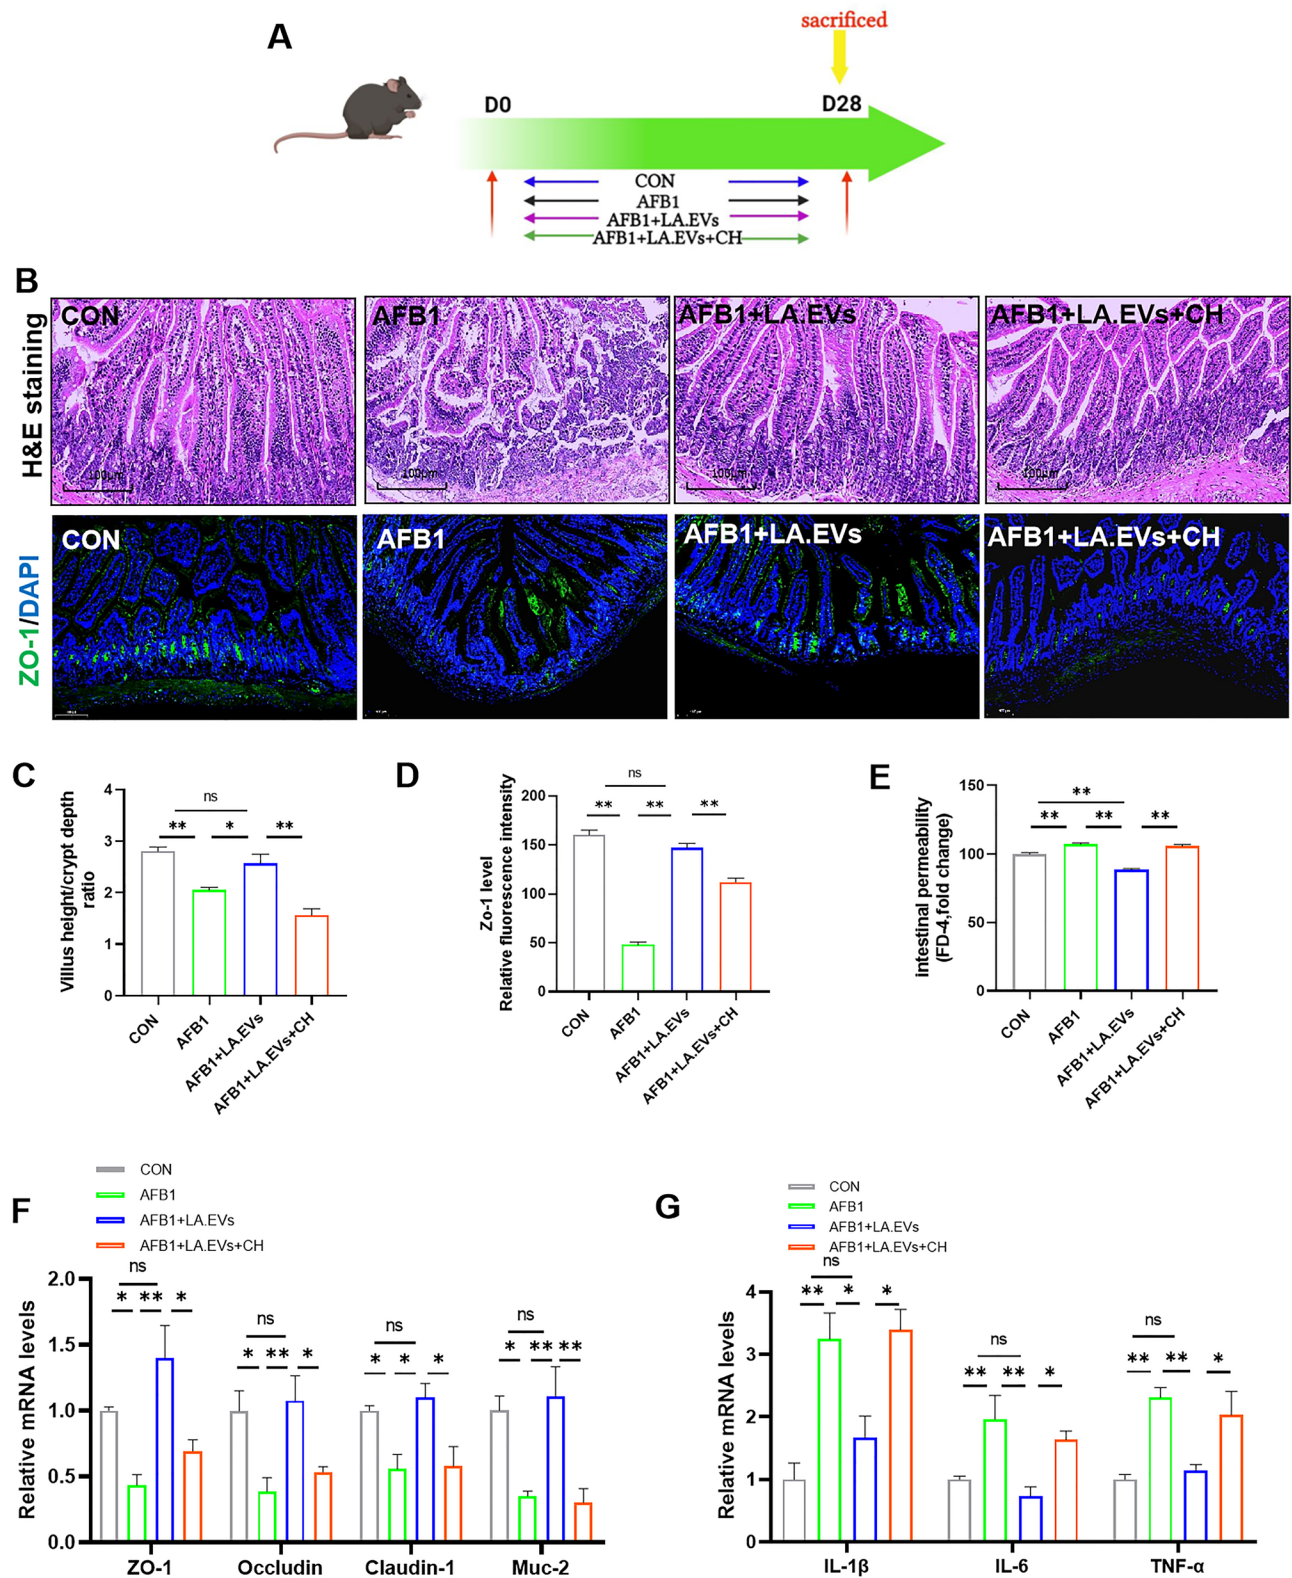 A
sacrificed
D0
D28
CON
AFB1
AFB1+LA.EVs
AFB1+LA.EVs+CH
B
H&E staining
CON
AFB1
AFB1+LA.EVs
AFB1+LA.EVs+CH
100μm
100μm
100μm
100μm
ZO-1/DAPI
CON
AFB1
AFB1+LA.EVs
AFB1+LA.EVs+CH
C
Villus height/crypt depth
ratio
4
3
2
1
0
ns
** * **
CON
AFB1
AFB1+LA.EVs
AFB1+LA.EVs+CH
D
Zo-1 level
Relative fluorescence intensity
200
150
100
50
0
ns
** ** **
CON
AFB1
AFB1+LA.EVs
AFB1+LA.EVs+CH
E
intestinal permeability
(FD-4,fold change)
150
100
50
0
**
** ** **
CON
AFB1
AFB1+LA.EVs
AFB1+LA.EVs+CH
F
CON
AFB1
AFB1+LA.EVs
AFB1+LA.EVs+CH
Relative mRNA levels
2.0
1.5
1.0
0.5
0.0
ns
* ** *
ns
* ** *
ns
* * *
ns
* ** **
ZO-1
Occludin
Claudin-1
Muc-2
G
CON
AFB1
AFB1+LA.EVs
AFB1+LA.EVs+CH
Relative mRNA levels
4
3
2
1
0
ns
** * *
ns
** ** *
ns
** ** *
IL-1β
IL-6
TNF-α